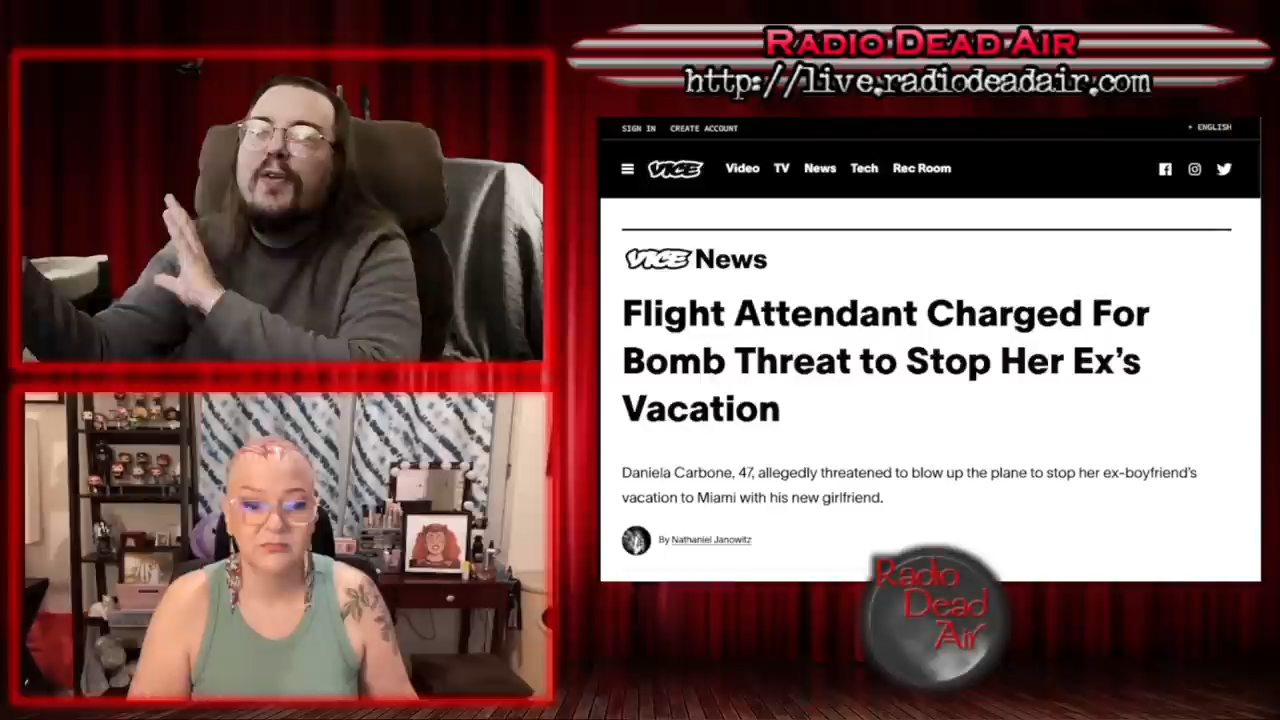 Radio Dead Air
http://live.radiodeadair.com
SIGN IN CREATE ACCOUNT + ENGLISH
VICE Video TV News Tech Rec Room
VICE News
Flight Attendant Charged For
Bomb Threat to Stop Her Ex's
Vacation
Daniela Carbone, 47, allegedly threatened to blow up the plane to stop her ex-boyfriend's
vacation to Miami with his new girlfriend.
By Nathaniel Janowitz
Radio
Dead
Air